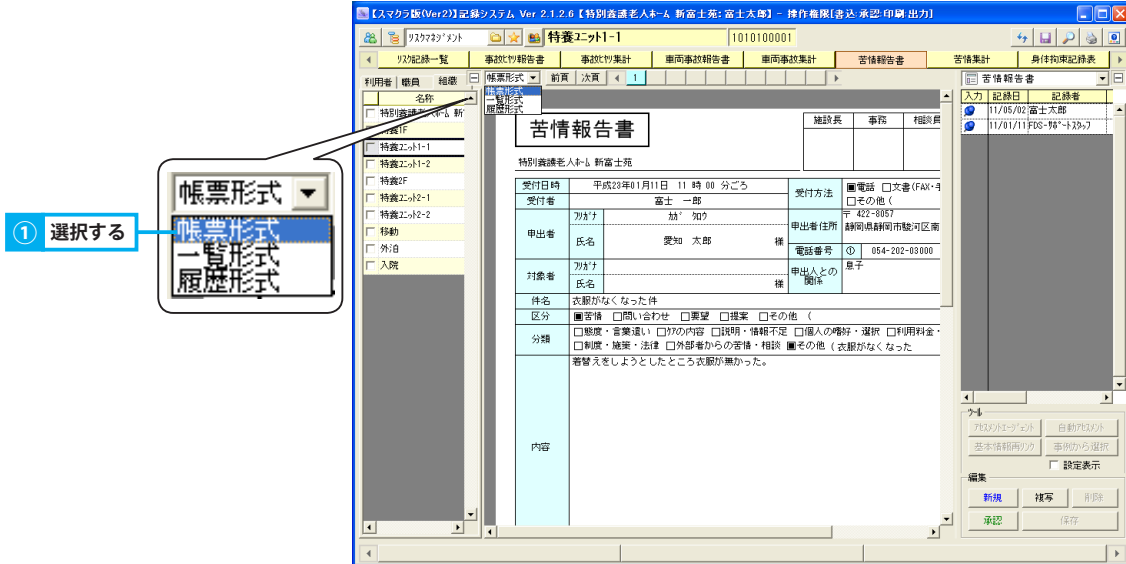 【スマクラ版(Ver2)】記録システム Ver 2.1.2.6【特別養護老人ﾎｰﾑ 新富士苑:富士太郎】- 操作権限[書込:承認:印刷:出力]
ﾘｽｸﾏﾈｼﾞﾒﾝﾄ
特養ﾕﾆｯﾄ1-1
1010100001
ﾘｽｸ記録一覧 事故ﾋﾔﾘ報告書 事故ﾋﾔﾘ集計 車両事故報告書 車両事故集計 苦情報告書 苦情集計 身体拘束記録表
利用者 職員 組織
帳票形式 前頁 次頁 1
苦情報告書
帳票形式
一覧形式
履歴形式
名称
特養1F
特養ﾕﾆｯﾄ1-1
特養ﾕﾆｯﾄ1-2
特養2F
特養ﾕﾆｯﾄ2-1
特養ﾕﾆｯﾄ2-2
移動
外泊
入院
① 選択する
帳票形式
帳票形式
一覧形式
履歴形式
苦情報告書
施設長 事務 相談員
特別養護老人ﾎｰﾑ 新富士苑
受付日時 平成23年01月11日 11 時 00 分ごろ
受付者 富士 一郎
受付方法 ■電話 □文書(FAX・手
□その他 (
申出者 ﾌﾘｶﾞﾅ
氏名 愛知 太郎 様
申出者住所 〒 422-8057
静岡県静岡市駿河区南
電話番号 ① 054-202-03000
対象者 ﾌﾘｶﾞﾅ
氏名 様
申出人との関係 息子
件名 衣服がなくなった件
区分 ■苦情 □問い合わせ □要望 □提案 □その他 (
分類 □態度・言葉遣い □ｹｱの内容 □説明・情報不足 □個人の嗜好・選択 □利用料金・
□制度・施策・法律 □外部者からの苦情・相談 ■その他 (衣服がなくなった
内容 着替えをしようとしたところ衣服が無かった。
入力 記録日 記録者
11/05/02 富士太郎
11/01/11 FDS-ｻﾎﾟｰﾄｽﾀｯﾌ
ﾂｰﾙ
ｱｾｽﾒﾝﾄｴｰｼﾞｪﾝﾄ 自動ｱｾｽﾒﾝﾄ
基本情報再ﾘﾝｸ 事例から選択
設定表示
編集
新規 複写 削除
承認 保存